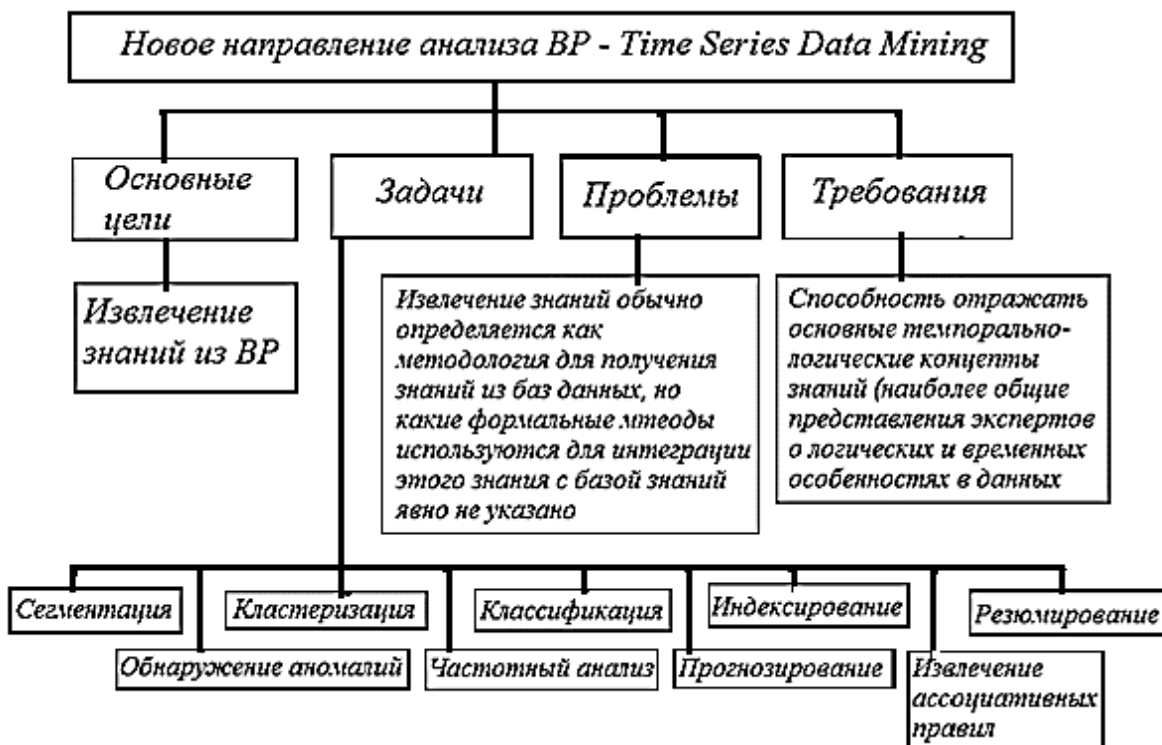 Новое направление анализа ВР - Time Series Data Mining
Основные
цели
Задачи
Проблемы
Требования
Извлечение
знаний из ВР
Извлечение знаний обычно
определяется как
методология для получения
знаний из баз данных, но
какие формальные мтеоды
используются для интеграции
этого знания с базой знаний
явно не указано
Способность отражать
основные темпорально-
логические концепты
знаний (наиболее общие
представления экспертов
о логических и временных
особенностях в данных
Сегментация
Кластеризация
Классификация
Индексирование
Резюмирование
Обнаружение аномалий
Частотный анализ
Прогнозирование
Извлечение
ассоциативных
правил